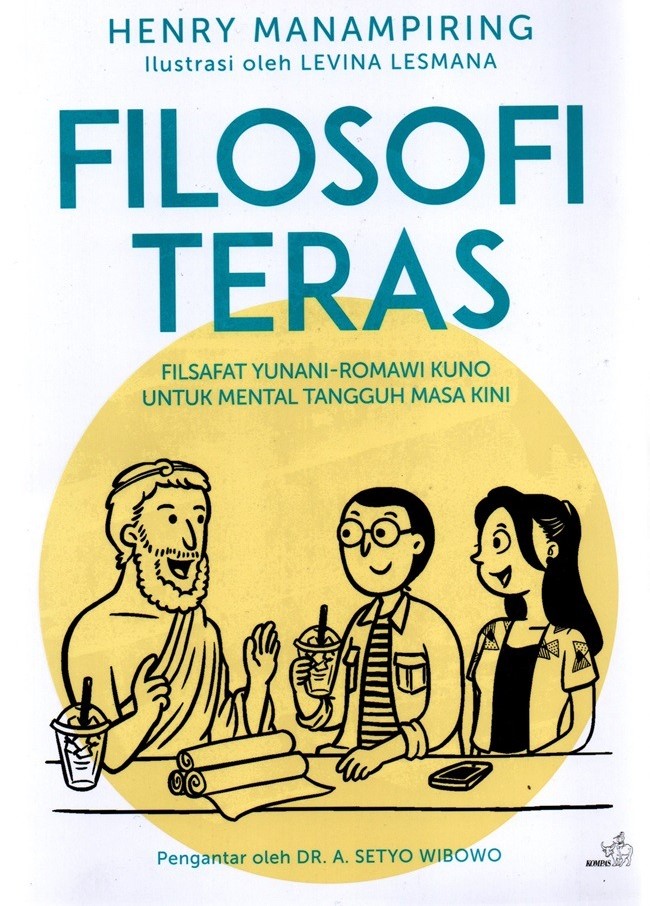 HENRY MANAMPIRING
Ilustrasi oleh LEVINA LESMANA
FILOSOFI
TERAS
FILSAFAT YUNANI-ROMAWI KUNO
UNTUK MENTAL TANGGUH MASA KINI
Pengantar oleh DR. A. SETYO WIBOWO
KOMPAS